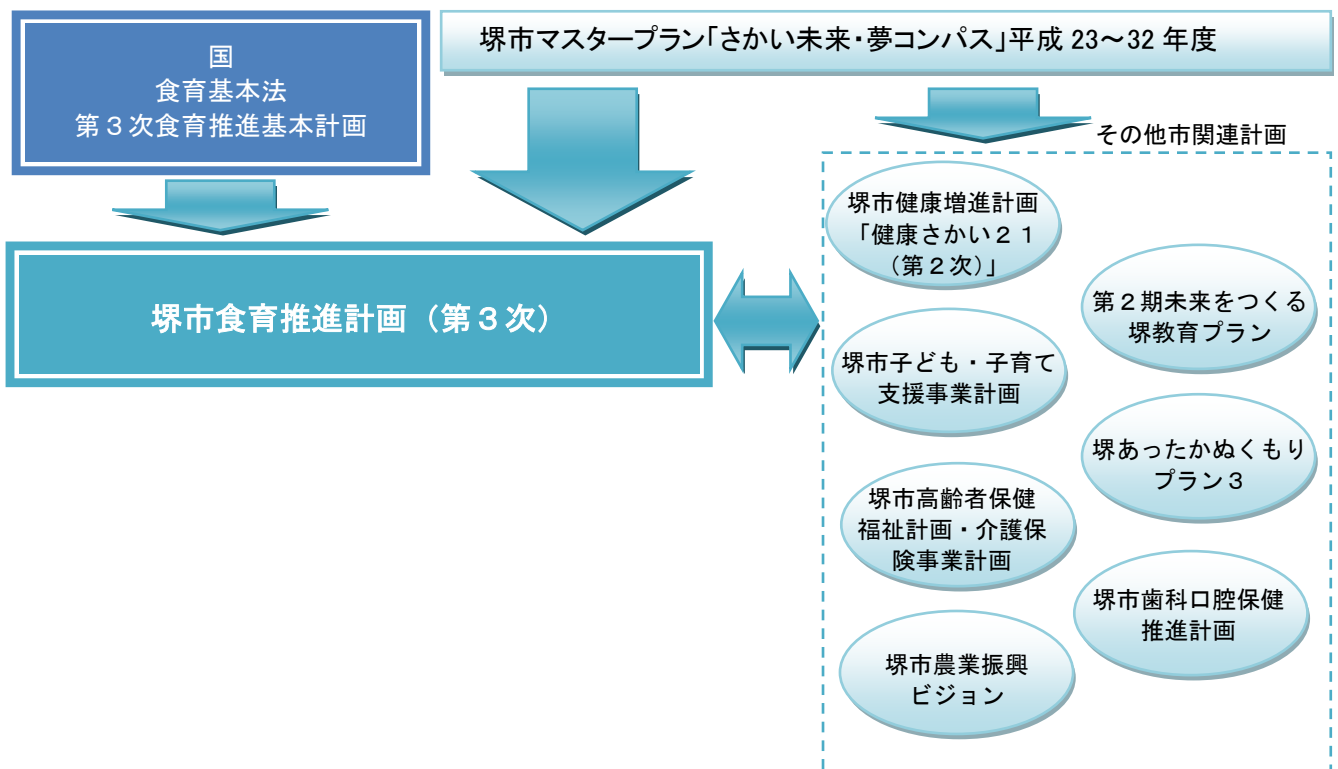 国
食育基本法
第３次食育推進基本計画
堺市マスタープラン「さかい未来・夢コンパス」平成 23～32 年度
その他市関連計画
堺市食育推進計画（第３次）
堺市健康増進計画
「健康さかい２１
（第２次）」
第２期未来をつくる
堺教育プラン
堺市子ども・子育て
支援事業計画
堺あったかぬくもり
プラン３
堺市高齢者保健
福祉計画・介護保
険事業計画
堺市歯科口腔保健
推進計画
堺市農業振興
ビジョン